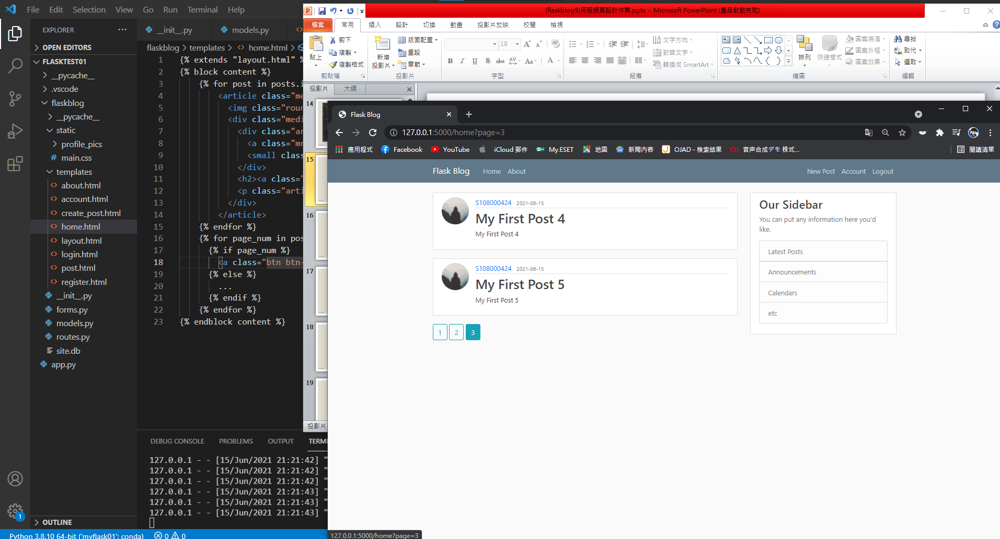 File Edit Selection View Go Run Terminal Help
EXPLORER
OPEN EDITORS
FLASKTEST01
__pycache__
.vscode
flaskblog
__pycache__
static
profile_pics
main.css
templates
about.html
account.html
create_post.html
home.html
layout.html
login.html
post.html
register.html
__init__.py
forms.py
models.py
routes.py
site.db
app.py
OUTLINE
Python 3.8.10 64-bit ('myflask01': conda) 0 0
__init__.py models.py
flaskblog > templates > home.html >
1 {% extends "layout.html" %
2 {% block content %}
3 {% for post in posts.i
4 <article class="me
5 <img class="roun
6 <div class="medi
7 <div class="ar
8 <a class="mr
9 <small clas
10 </div>
11 <h2><a class="
12 <p class="arti
13 </div>
14 </article>
15 {% endfor %}
16 {% for page_num in pos
17 {% if page_num %}
18 <a class="btn btn-
19 {% else %}
20 ...
21 {% endif %}
22 {% endfor %}
23 {% endblock content %}
DEBUG CONSOLE PROBLEMS OUTPUT TERMI
127.0.0.1 - - [15/Jun/2021 21:21:42] "
127.0.0.1 - - [15/Jun/2021 21:21:42] "
127.0.0.1 - - [15/Jun/2021 21:21:42] "
127.0.0.1 - - [15/Jun/2021 21:21:43] "
127.0.0.1 - - [15/Jun/2021 21:21:43] "
127.0.0.1 - - [15/Jun/2021 21:21:43] "
[flaskblog9]伺服網頁設計作業.pptx - Microsoft PowerPoint (產品啟動失敗)
檔案 常用 插入 設計 切換 動畫 投影片放映 校閱 檢視
貼上 剪下 複製 複製格式 剪貼簿
新增投影片 版面配置 重設 章節 投影片
18 A A
B I U S abc AV Aa A
字型
文字方向 對齊文字 轉換成 SmartArt 段落
排列 快速樣式 圖案填滿 圖案外框 圖案效果 繪圖
尋找 取代 選取 編輯
投影片 大綱
14
15
16
17
18
19
投影片
Flask Blog
127.0.0.1:5000/home?page=3
應用程式 Facebook YouTube iCloud 郵件 My.ESET 地圖 新聞內容 OJAD - 検索結果 音声合成デモ 株式... 閱讀清單
Flask Blog Home About New Post Account Logout
S108000424 2021-06-15
My First Post 4
My First Post 4
S108000424 2021-06-15
My First Post 5
My First Post 5
1 2 3
Our Sidebar
You can put any information here you'd
like.
Latest Posts
Announcements
Calendars
etc
127.0.0.1:5000/home?page=3